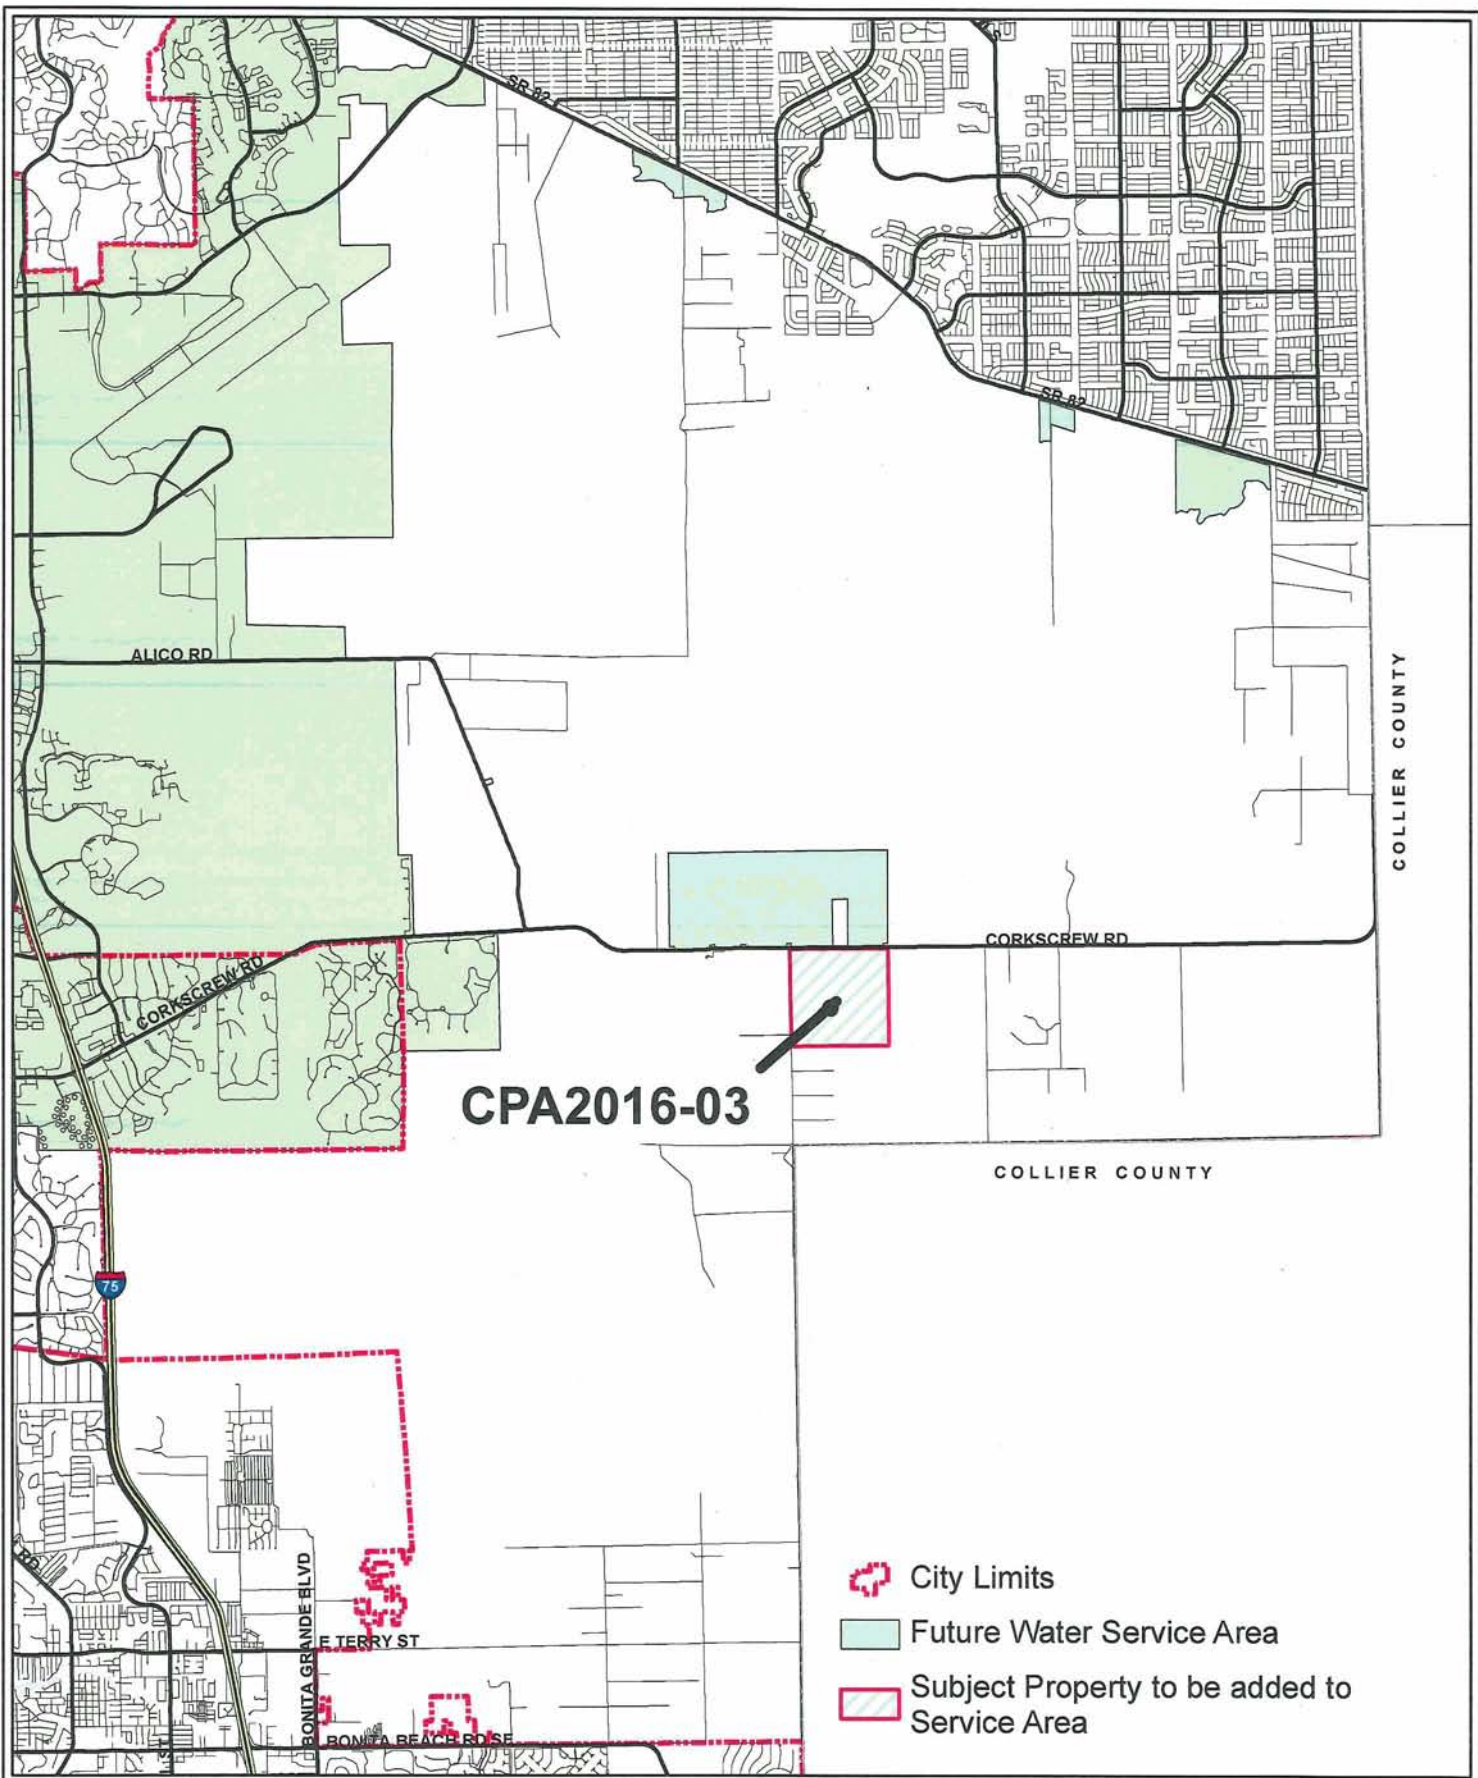 SR 82
SR 82
ALICO RD
COLLIER COUNTY
CORKSCREW RD
CORKSCREW RD
CPA2016-03
COLLIER COUNTY
75
RD
BONITA GRANDE BLVD
E TERRY ST
BONITA BEACH RD SE
City Limits
Future Water Service Area
Subject Property to be added to
Service Area